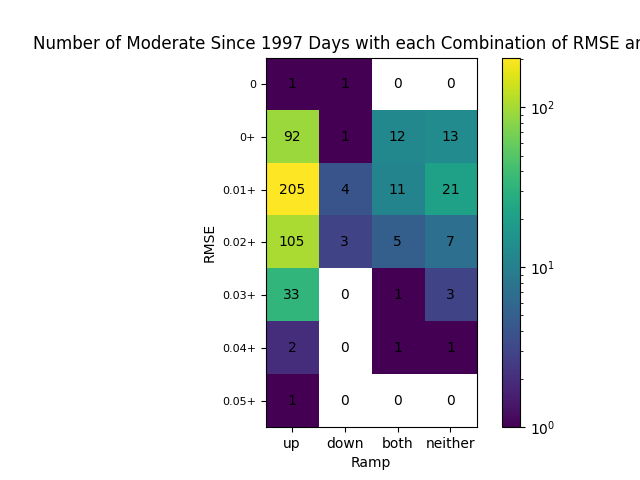 Number of Moderate Since 1997 Days with each Combination of RMSE
RMSE
0 1 1 0 0
0+ 92 1 12 13
0.01+ 205 4 11 21
0.02+ 105 3 5 7
0.03+ 33 0 1 3
0.04+ 2 0 1 1
0.05+ 1 0 0 0
up down both neither
Ramp
10²
10¹
10⁰